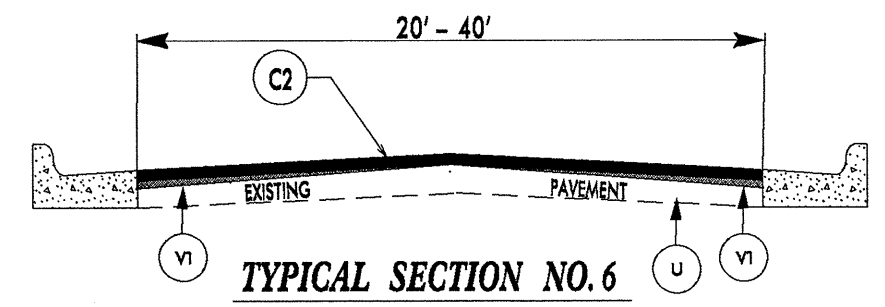 20' – 40'
C2
EXISTING PAVEMENT
V1 U V1
TYPICAL SECTION NO. 6